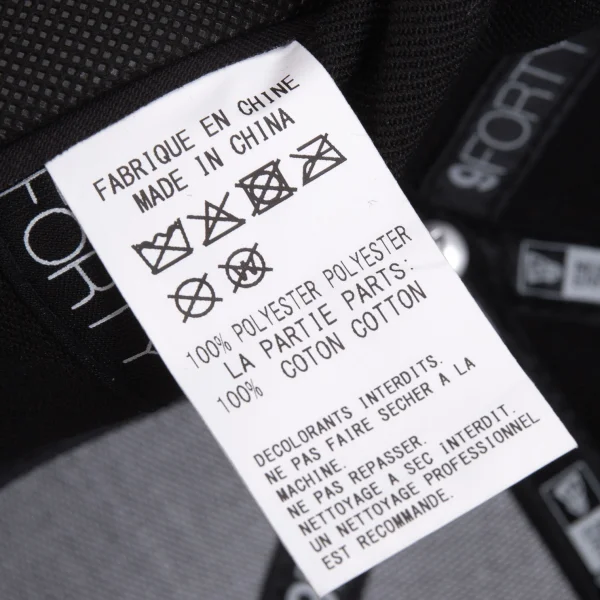 FABRIQUE EN CHINE
MADE IN CHINA
W
100% POLYESTER POLYESTER
LA PARTIE PARTS:
100% COTON COTTON
DECOLORANTS INTERDITS.
NE PAS FAIRE SECHER A LA
MACHINE.
NE PAS REPASSER.
NETTOYAGE A SEC INTERDIT.
UN NETTOYAGE PROFESSIONNEL
EST RECOMMANDE.
9FORTY
FORTY